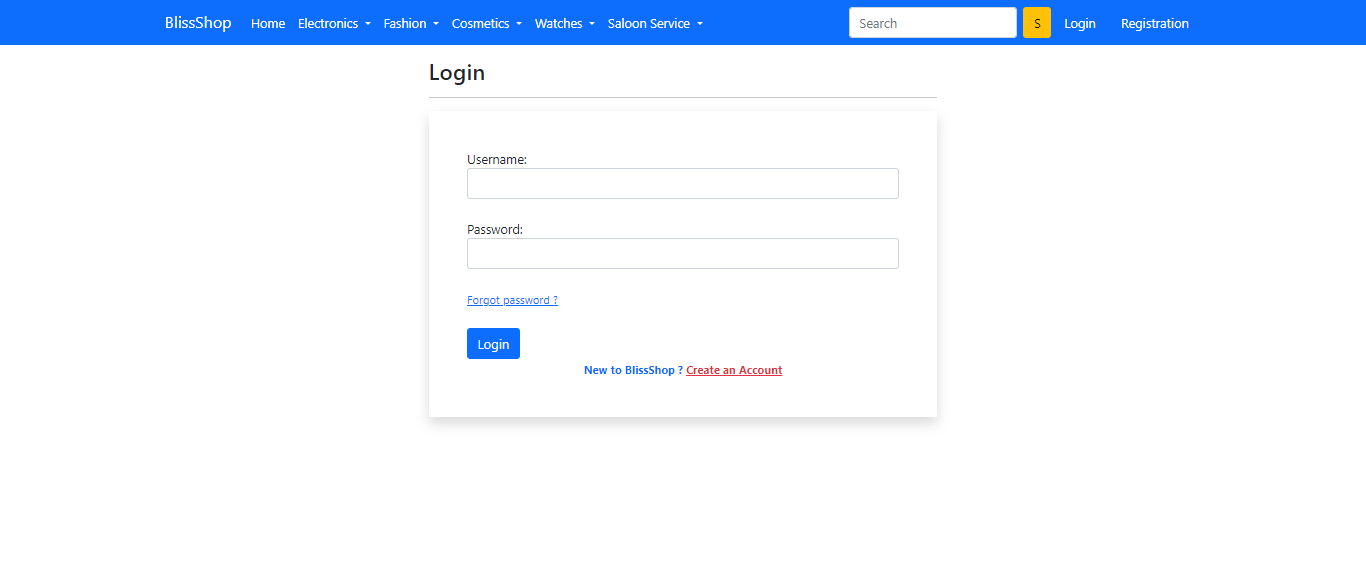 BlissShop Home Electronics Fashion Cosmetics Watches Saloon Service Search S Login Registration
Login
Username:
Password:
Forgot password ?
Login
New to BlissShop ? Create an Account